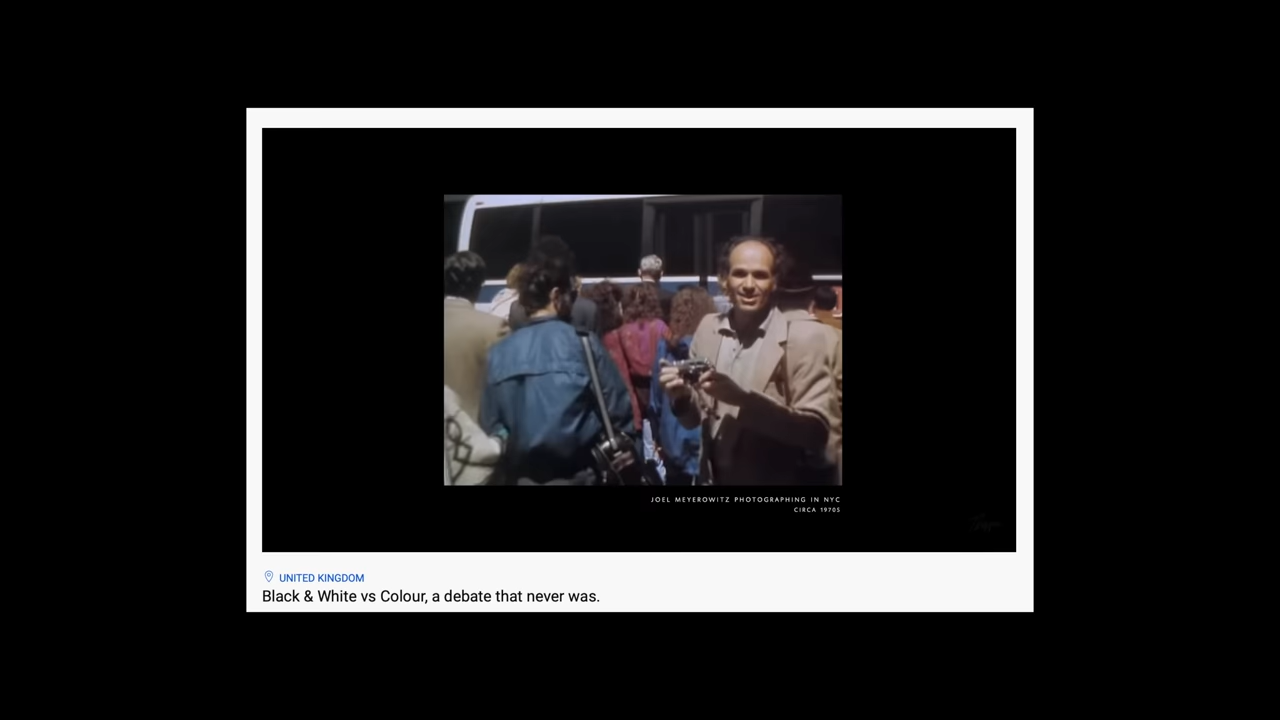 JOEL MEYEROWITZ PHOTOGRAPHING IN NYC
CIRCA 1970S
UNITED KINGDOM
Black & White vs Colour, a debate that never was.